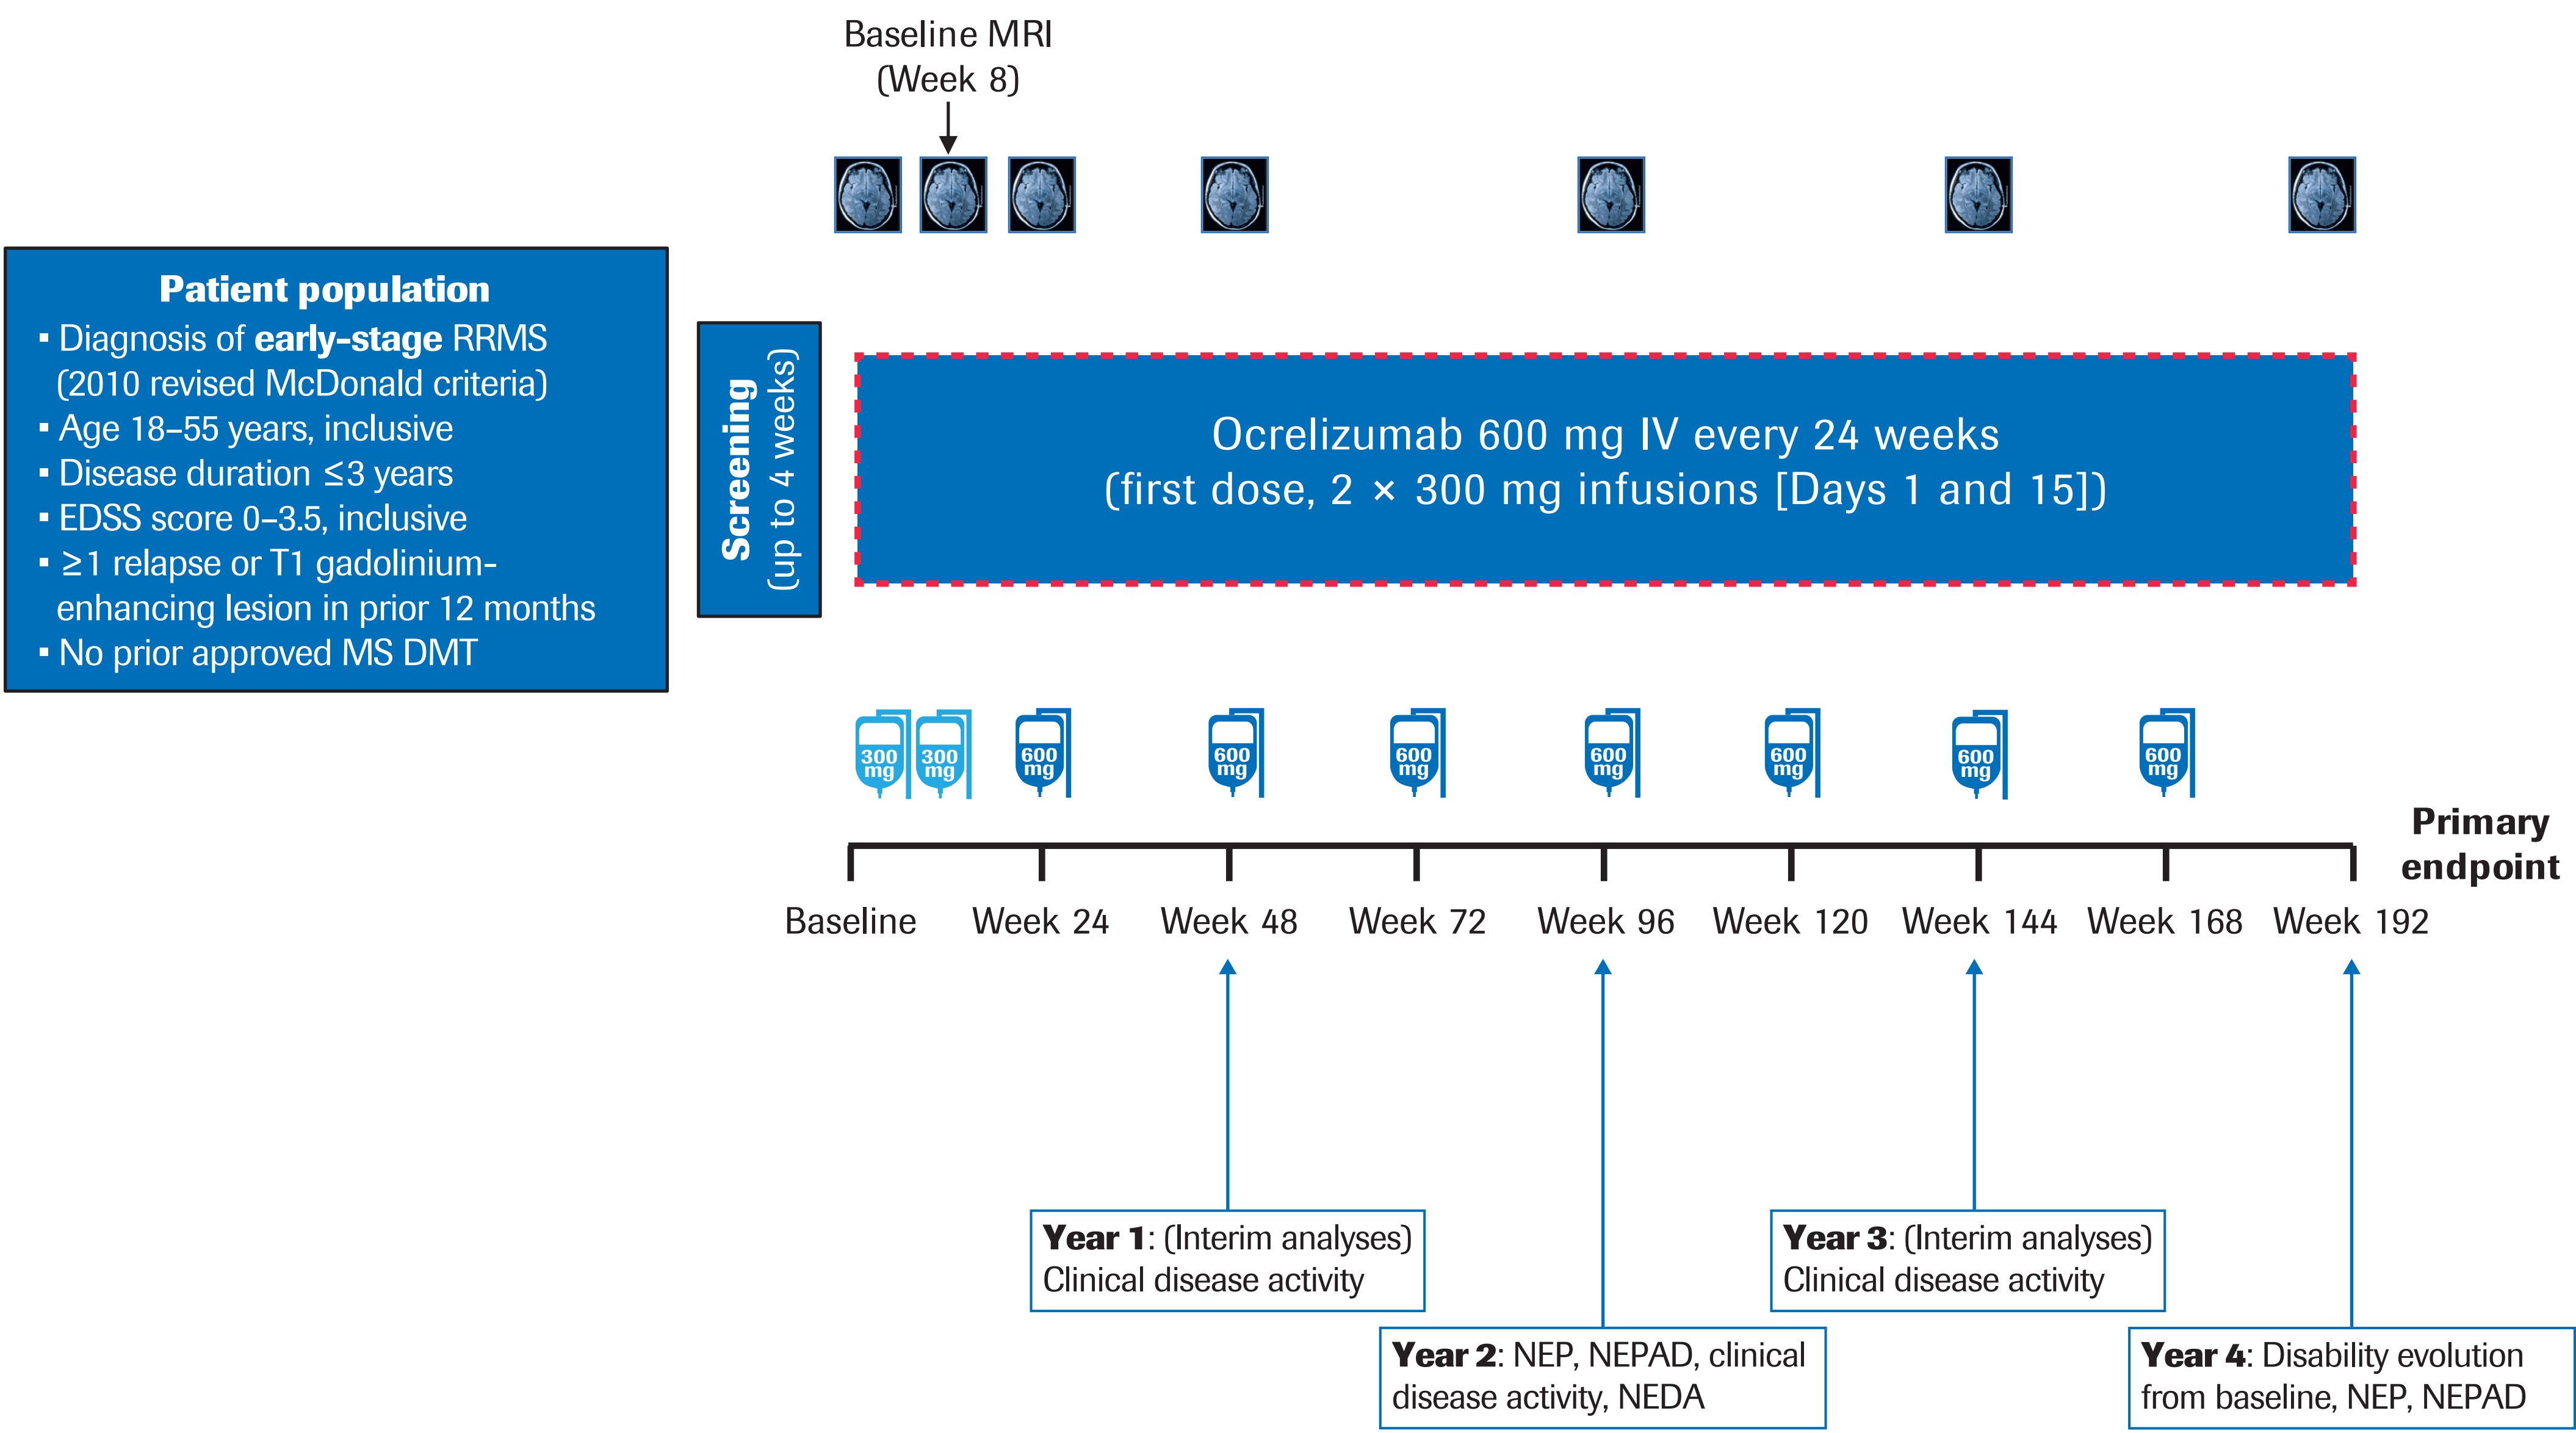 Baseline MRI
(Week 8)
Patient population
▪ Diagnosis of early-stage RRMS
(2010 revised McDonald criteria)
▪ Age 18–55 years, inclusive
▪ Disease duration ≤3 years
▪ EDSS score 0–3.5, inclusive
▪ ≥1 relapse or T1 gadolinium-
enhancing lesion in prior 12 months
▪ No prior approved MS DMT
Screening
(up to 4 weeks)
Ocrelizumab 600 mg IV every 24 weeks
(first dose, 2 × 300 mg infusions [Days 1 and 15])
300
mg
300
mg
600
mg
600
mg
600
mg
600
mg
600
mg
600
mg
600
mg
Primary
endpoint
Baseline
Week 24
Week 48
Week 72
Week 96
Week 120
Week 144
Week 168
Week 192
Year 1: (Interim analyses)
Clinical disease activity
Year 3: (Interim analyses)
Clinical disease activity
Year 2: NEP, NEPAD, clinical
disease activity, NEDA
Year 4: Disability evolution
from baseline, NEP, NEPAD